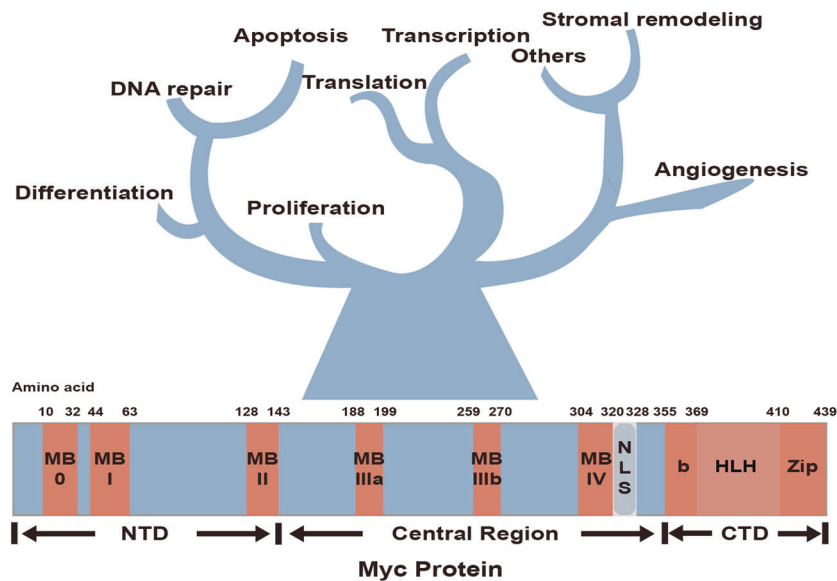 Stromal remodeling
Apoptosis
Transcription
Others
DNA repair
Translation
Angiogenesis
Differentiation
Proliferation
Amino acid
10 32 44 63 128 143 188 199 259 270 304 320 328 355 369 410 439
MB 0
MB I
MB II
MB IIIa
MB IIIb
MB IV
NLS
b
HLH
Zip
NTD
Central Region
CTD
Myc Protein